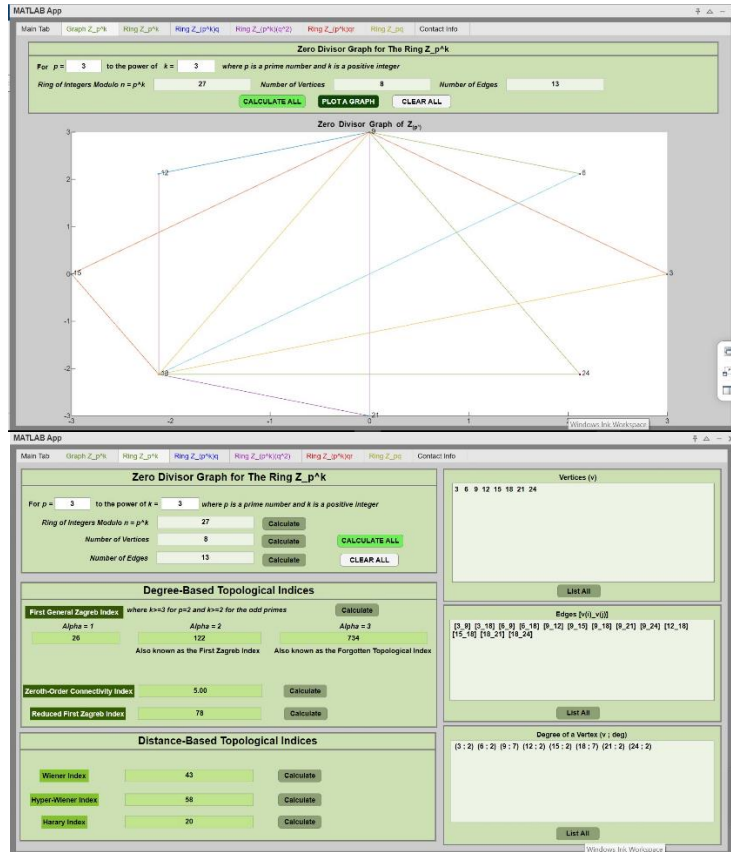 MATLAB App
Main Tab Graph Z_p^k Ring Z_p^k Ring Z_(p^k)q Ring Z_(p^k)(q^2) Ring Z_(p^k)qr Ring Z_pq Contact Info
Zero Divisor Graph for The Ring Z_p^k
For p = 3 to the power of k = 3 where p is a prime number and k is a positive integer
Ring of Integers Modulo n = p^k 27 Number of Vertices 8 Number of Edges 13
CALCULATE ALL PLOT A GRAPH CLEAR ALL
Zero Divisor Graph of Z
3
9
12
6
2
1
0
15
3
-1
-2
18
24
-3
21
-3 -2 -1 0 1 3
Windows Ink Workspace
MATLAB App
Main Tab Graph Z_p^k Ring Z_p^k Ring Z_(p^k)q Ring Z_(p^k)(q^2) Ring Z_(p^k)qr Ring Z_pq Contact Info
Zero Divisor Graph for The Ring Z_p^k
For p = 3 to the power of k = 3 where p is a prime number and k is a positive integer
Ring of Integers Modulo n = p^k 27 Calculate
Number of Vertices 8 Calculate CALCULATE ALL
Number of Edges 13 Calculate CLEAR ALL
Degree-Based Topological Indices
First General Zagreb Index where k>=3 for p=2 and k>=2 for the odd primes Calculate
Alpha = 1 Alpha = 2 Alpha = 3
26 122 734
Also known as the First Zagreb Index Also known as the Forgotten Topological Index
Zeroth-Order Connectivity Index 5.00 Calculate
Reduced First Zagreb Index 78 Calculate
Distance-Based Topological Indices
Wiener Index 43 Calculate
Hyper-Wiener Index 58 Calculate
Harary Index 20 Calculate
Vertices (v)
3 6 9 12 15 18 21 24
List All
Edges [v(i)_v(j)]
[3_9] [3_18] [6_9] [6_18] [9_12] [9_15] [9_18] [9_21] [9_24] [12_18]
[15_18] [18_21] [18_24]
List All
Degree of a Vertex (v ; deg)
(3 ; 2) (6 ; 2) (9 ; 7) (12 ; 2) (15 ; 2) (18 ; 7) (21 ; 2) (24 ; 2)
List All
Windows Ink Workspace